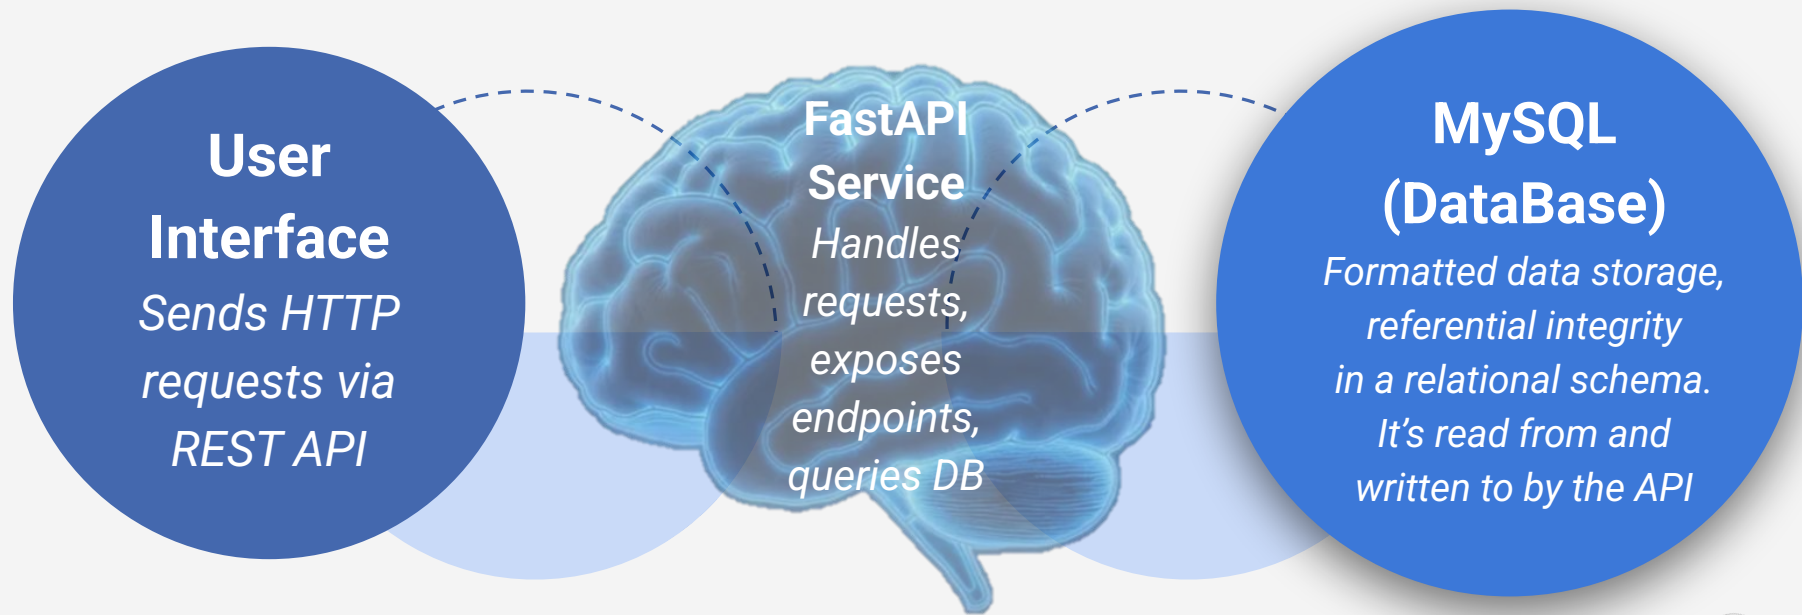 User
Interface
Sends HTTP
requests via
REST API
FastAPI
Service
Handles
requests,
exposes
endpoints,
queries DB
MySQL
(DataBase)
Formatted data storage,
referential integrity
in a relational schema.
It’s read from and
written to by the API